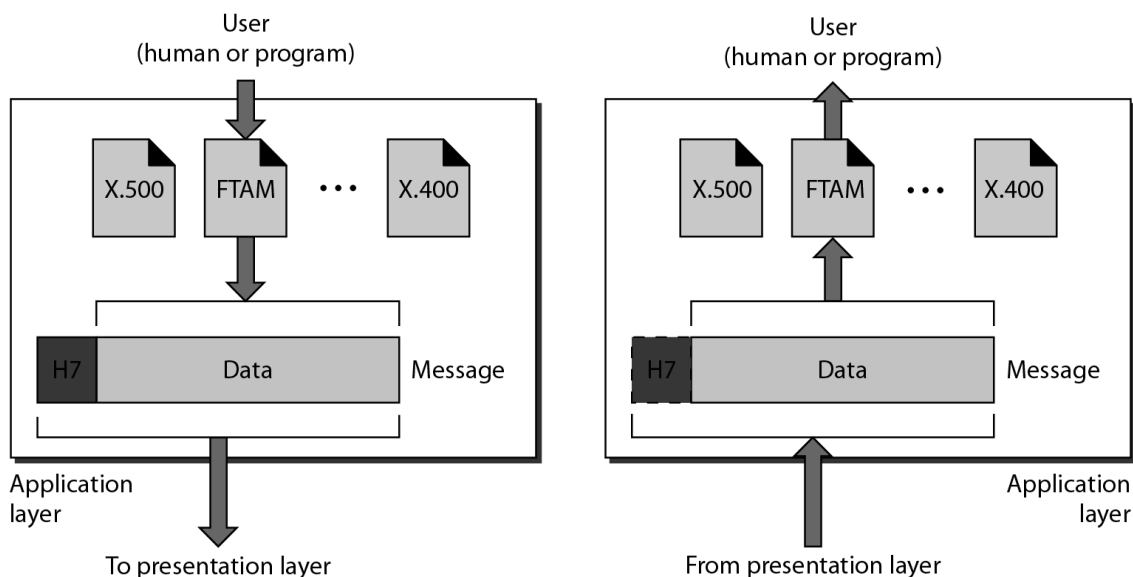 User
(human or program)
X.500
FTAM
•••
X.400
H7
Data
Message
Application
layer
To presentation layer
User
(human or program)
X.500
FTAM
•••
X.400
H7
Data
Message
Application
layer
From presentation layer